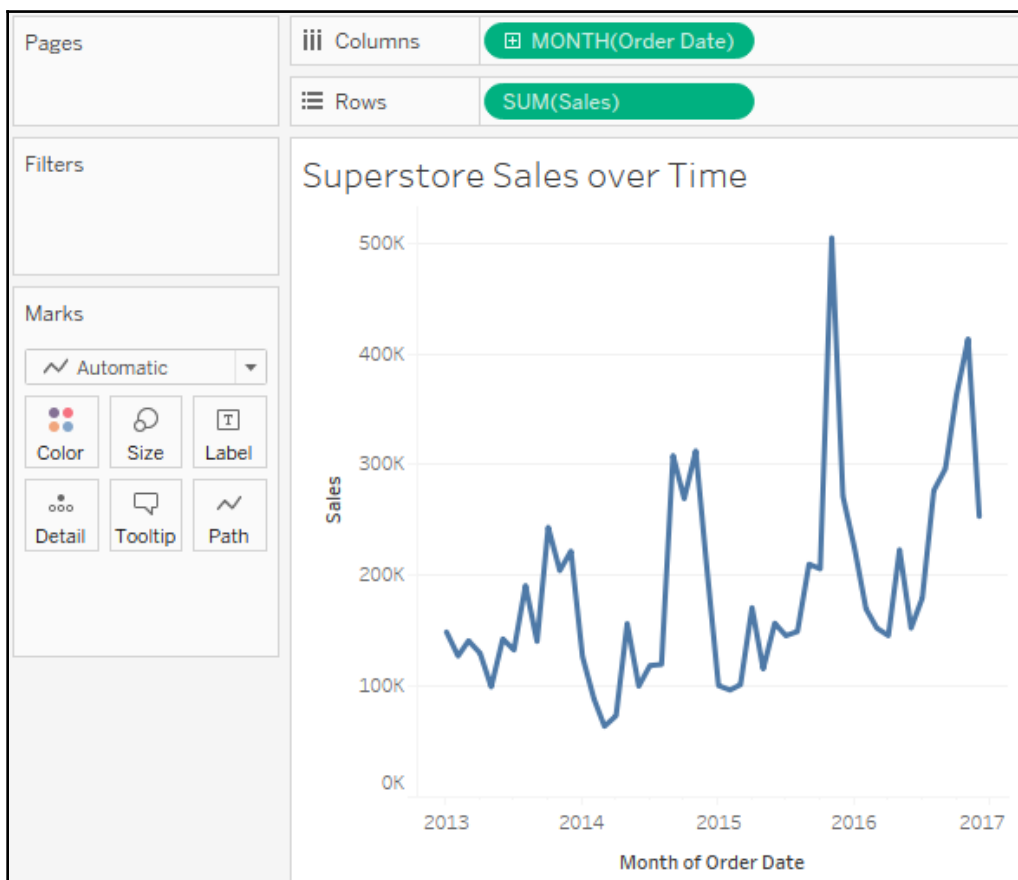 Pages
Columns
MONTH(Order Date)
Rows
SUM(Sales)
Filters
Marks
Automatic
Color
Size
T
Label
Detail
Tooltip
Path
Superstore Sales over Time
500K
400K
300K
200K
100K
0K
Sales
2013 2014 2015 2016 2017
Month of Order Date